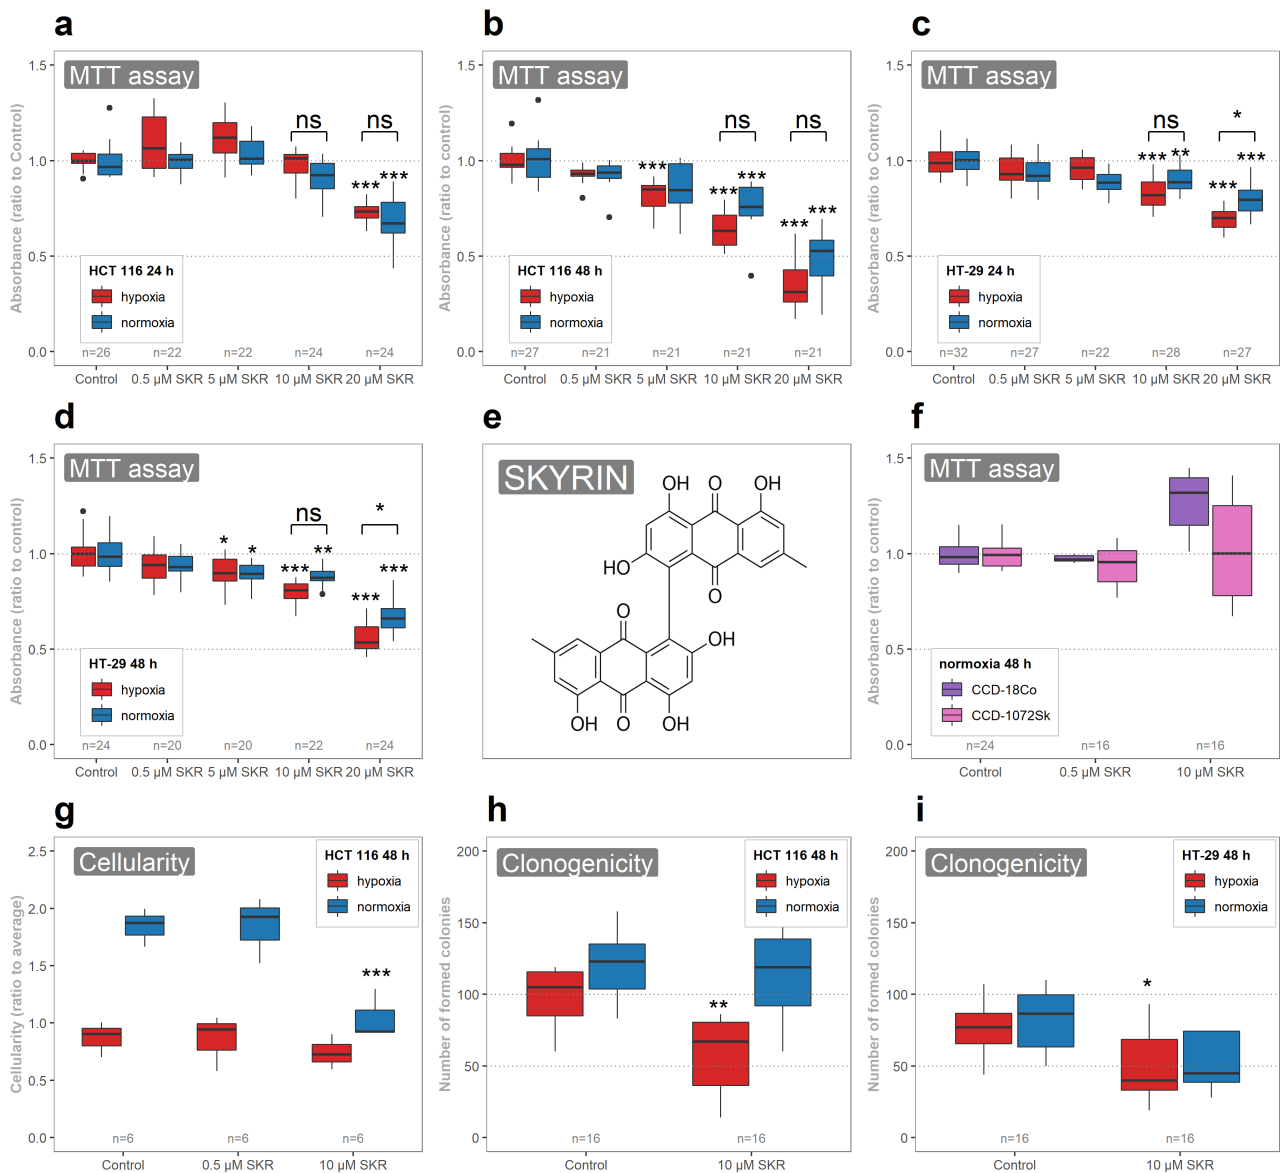 a
MTT assay
Absorbance (ratio to Control)
1.5
1.0
0.5
0.0
ns
ns
*** ***
HCT 116 24 h
hypoxia
normoxia
n=26 n=22 n=22 n=24 n=24
Control 0.5 µM SKR 5 µM SKR 10 µM SKR 20 µM SKR
b
MTT assay
Absorbance (ratio to control)
1.5
1.0
0.5
0.0
ns
ns
***
*** ***
*** ***
HCT 116 48 h
hypoxia
normoxia
n=27 n=21 n=21 n=21 n=21
Control 0.5 µM SKR 5 µM SKR 10 µM SKR 20 µM SKR
c
MTT assay
Absorbance (ratio to Control)
1.5
1.0
0.5
0.0
ns
*
*** **
*** ***
HT-29 24 h
hypoxia
normoxia
n=32 n=27 n=22 n=28 n=27
Control 0.5 µM SKR 5 µM SKR 10 µM SKR 20 µM SKR
d
MTT assay
Absorbance (ratio to control)
1.5
1.0
0.5
0.0
ns
*
* *
*** **
*** ***
HT-29 48 h
hypoxia
normoxia
n=24 n=20 n=20 n=22 n=24
Control 0.5 µM SKR 5 µM SKR 10 µM SKR 20 µM SKR
e
SKYRIN
OH O OH
HO
O
O
OH
OH O OH
f
MTT assay
Absorbance (ratio to control)
1.5
1.0
0.5
0.0
normoxia 48 h
CCD-18Co
CCD-1072Sk
n=24 n=16 n=16
Control 0.5 µM SKR 10 µM SKR
g
Cellularity
Cellularity (ratio to average)
2.5
2.0
1.5
1.0
0.5
0.0
HCT 116 48 h
hypoxia
normoxia
***
n=6 n=6 n=6
Control 0.5 µM SKR 10 µM SKR
h
Clonogenicity
Number of formed colonies
200
150
100
50
0
HCT 116 48 h
hypoxia
normoxia
**
n=16 n=16
Control 10 µM SKR
i
Clonogenicity
Number of formed colonies
200
150
100
50
0
HT-29 48 h
hypoxia
normoxia
*
n=16 n=16
Control 10 µM SKR